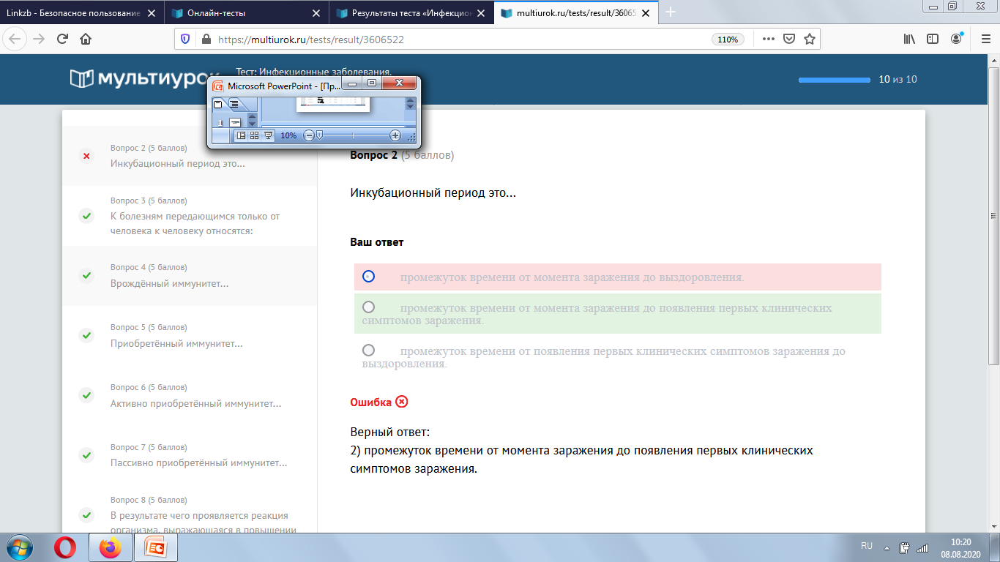 Linkzb - Безопасное пользование
Онлайн-тесты
Результаты теста «Инфекцион
multiurok.ru/tests/result/3606
https://multiurok.ru/tests/result/3606522
110%
мультиурок
Тест: Инфекционные заболевания.
10 из 10
Microsoft PowerPoint - [Пр...
1
10%
Вопрос 2 (5 баллов)
Инкубационный период это...
Вопрос 3 (5 баллов)
К болезням передающимся только от
человека к человеку относятся:
Вопрос 4 (5 баллов)
Врождённый иммунитет...
Вопрос 5 (5 баллов)
Приобретённый иммунитет...
Вопрос 6 (5 баллов)
Активно приобретённый иммунитет...
Вопрос 7 (5 баллов)
Пассивно приобретённый иммунитет...
Вопрос 8 (5 баллов)
В результате чего проявляется реакция
организма, выражающаяся в повышении
Вопрос 2 (5 баллов)
Инкубационный период это...
Ваш ответ
промежуток времени от момента заражения до выздоровления.
промежуток времени от момента заражения до появления первых клинических
симптомов заражения.
промежуток времени от появления первых клинических симптомов заражения до
выздоровления.
Ошибка
Верный ответ:
2) промежуток времени от момента заражения до появления первых клинических
симптомов заражения.
RU
10:20
08.08.2020